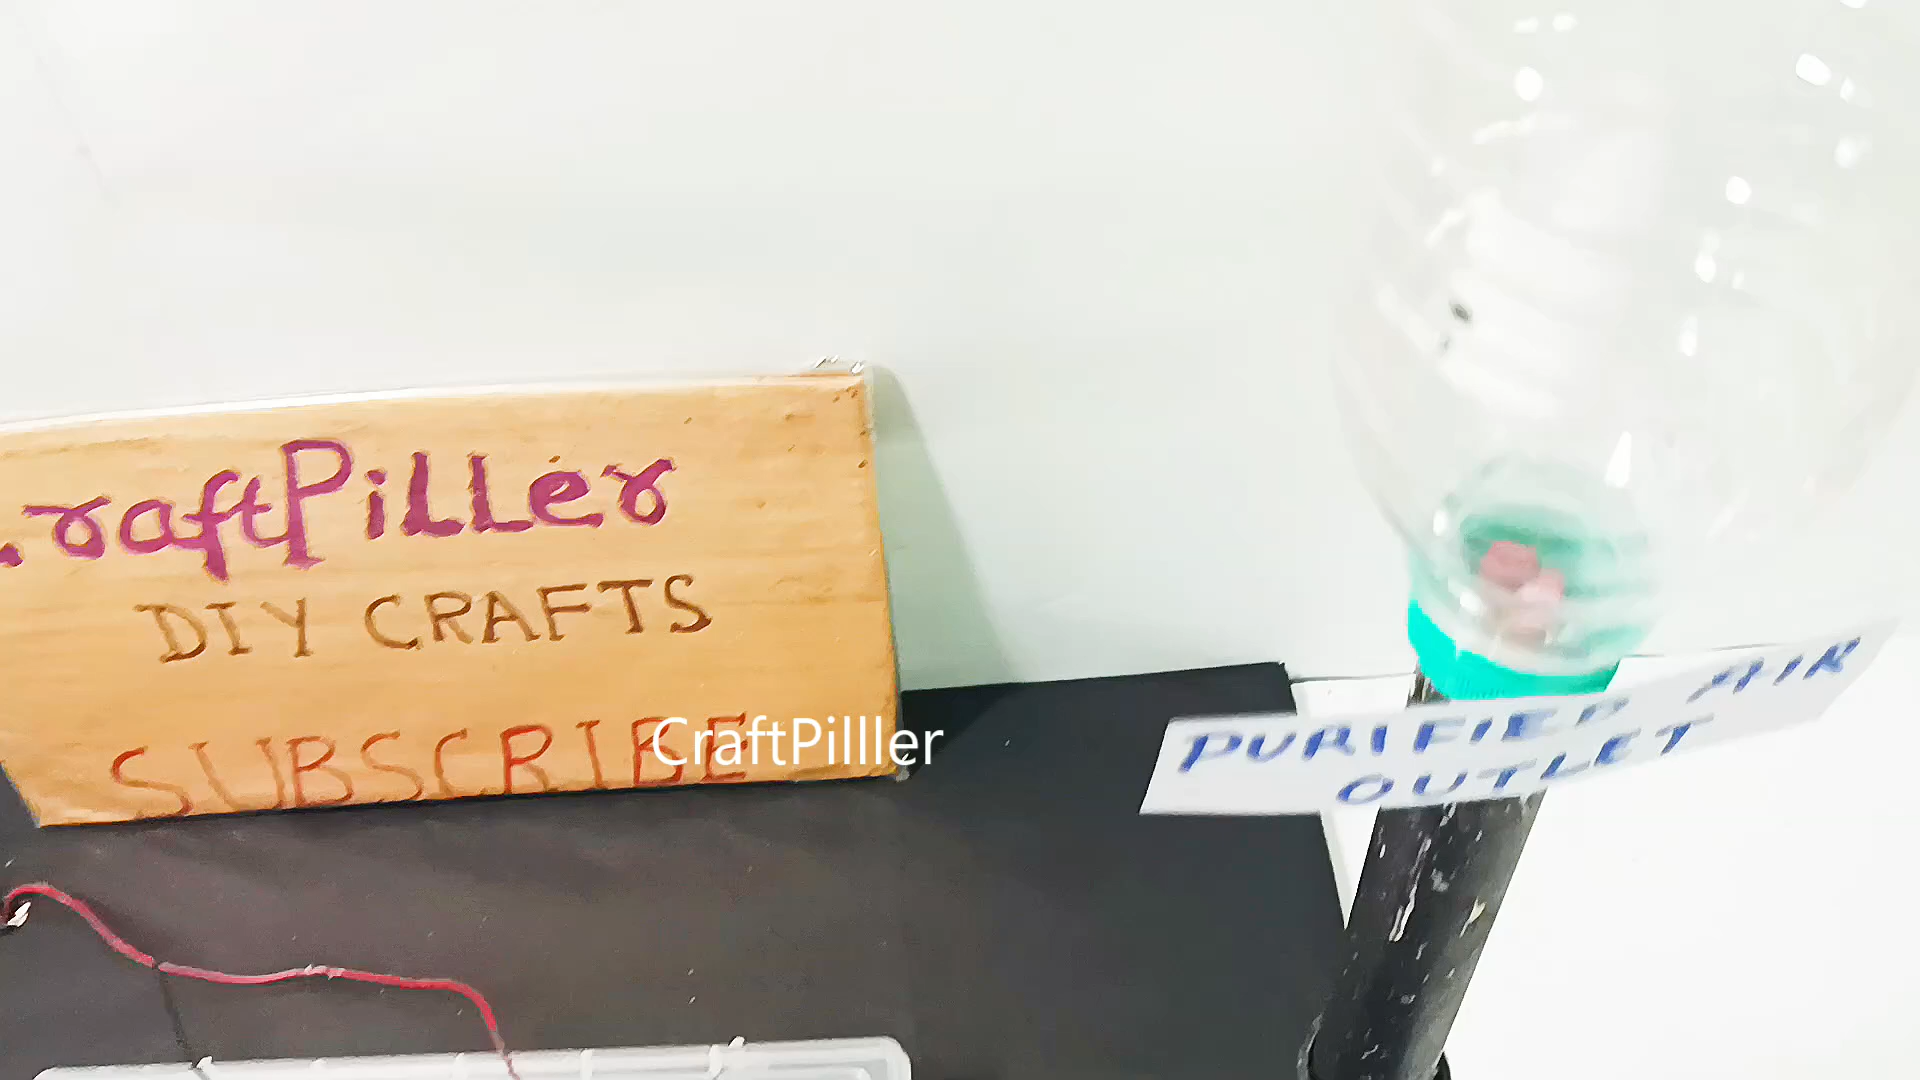 .raftPiller
DIY CRAFTS
SUBSCRIBE
CraftPilller
PURIFIED AIR
OUTLET